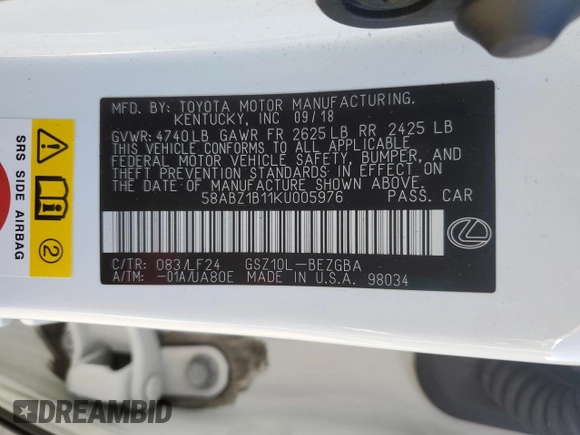 MFD. BY: TOYOTA MOTOR MANUFACTURING.
KENTUCKY, INC 09/18
GVWR: 4740LB GAWR FR 2625LB RR 2425 LB
THIS VEHICLE CONFORMS TO ALL APPLICABLE
FEDERAL MOTOR VEHICLE SAFETY, BUMPER, AND
THEFT PREVENTION STANDARDS IN EFFECT ON
THE DATE OF MANUFACTURE SHOWN ABOVE.
58ABZ1B11KU005976 PASS. CAR
C/TR: 083/LF24 GSZ10L-BEZGBA
A/TM: -01A/UA80E MADE IN U.S.A. 98034
SRS SIDE AIRBAG
2
DREAMBID